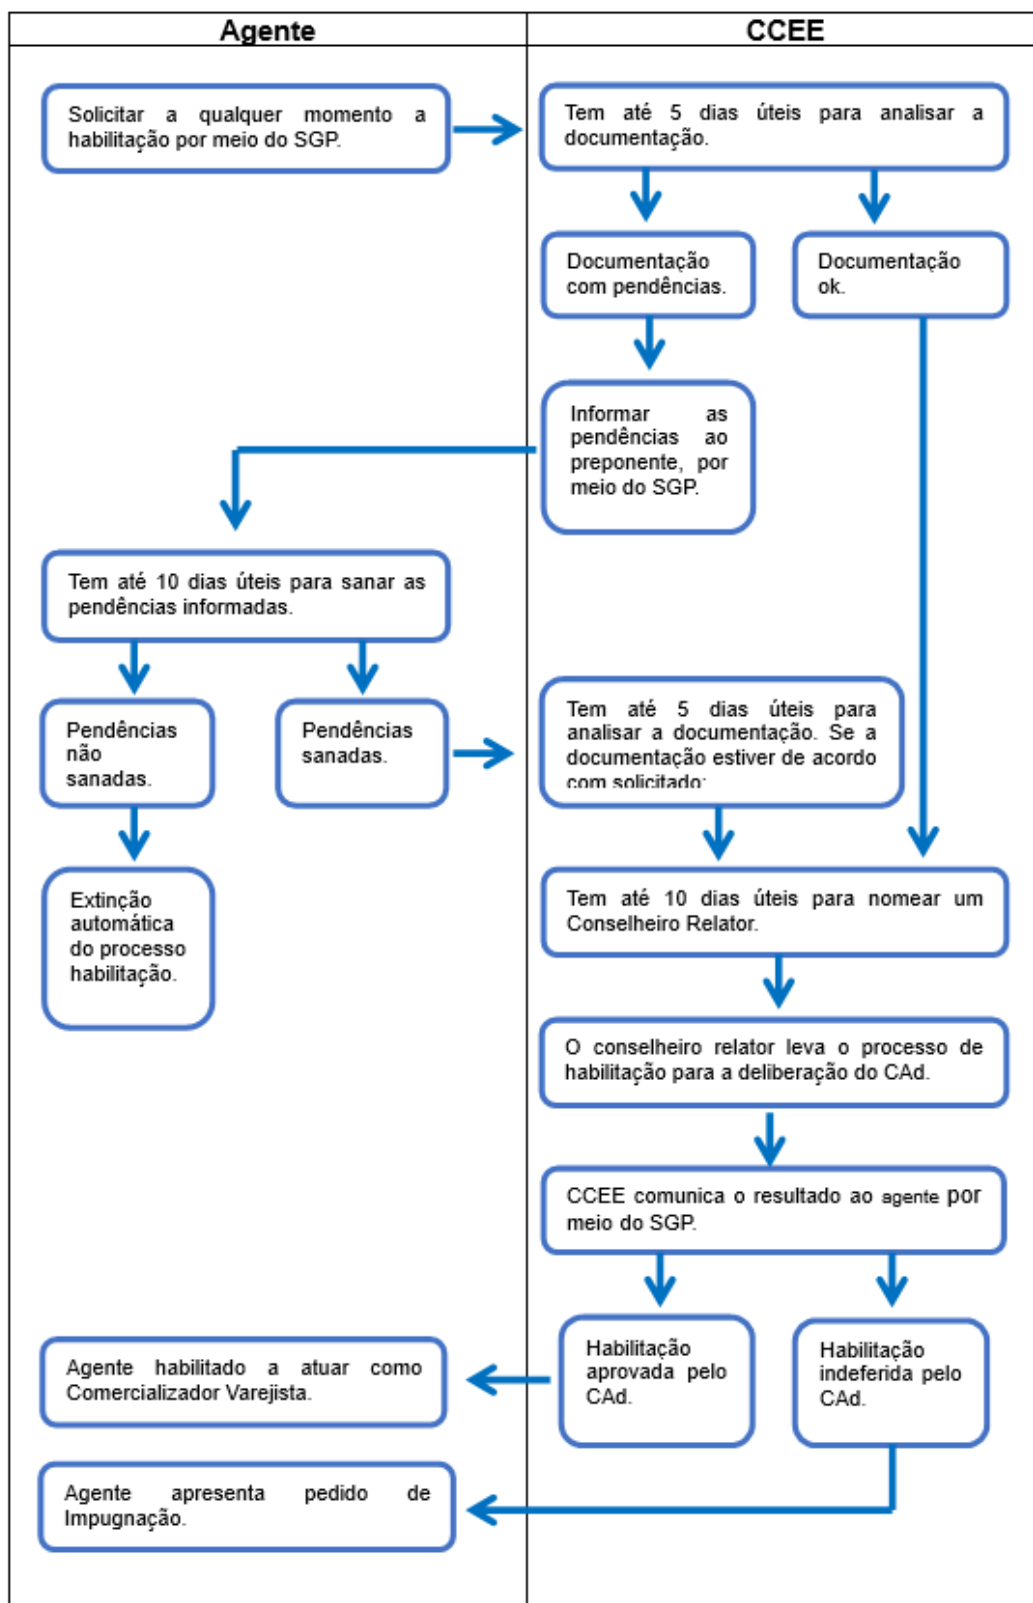 Agente
CCEE
Solicitar a qualquer momento a
habilitação por meio do SGP.
Tem até 5 dias úteis para analisar a
documentação.
Documentação
com pendências.
Documentação
ok.
Informar as
pendências ao
preponente, por
meio do SGP.
Tem até 10 dias úteis para sanar as
pendências informadas.
Pendências
não
sanadas.
Pendências
sanadas.
Tem até 5 dias úteis para
analisar a documentação. Se a
documentação estiver de acordo
com solicitado:
Extinção
automática
do processo
habilitação.
Tem até 10 dias úteis para nomear um
Conselheiro Relator.
O conselheiro relator leva o processo de
habilitação para a deliberação do CAd.
CCEE comunica o resultado ao agente por
meio do SGP.
Habilitação
aprovada pelo
CAd.
Habilitação
indeferida pelo
CAd.
Agente habilitado a atuar como
Comercializador Varejista.
Agente apresenta pedido de
Impugnação.